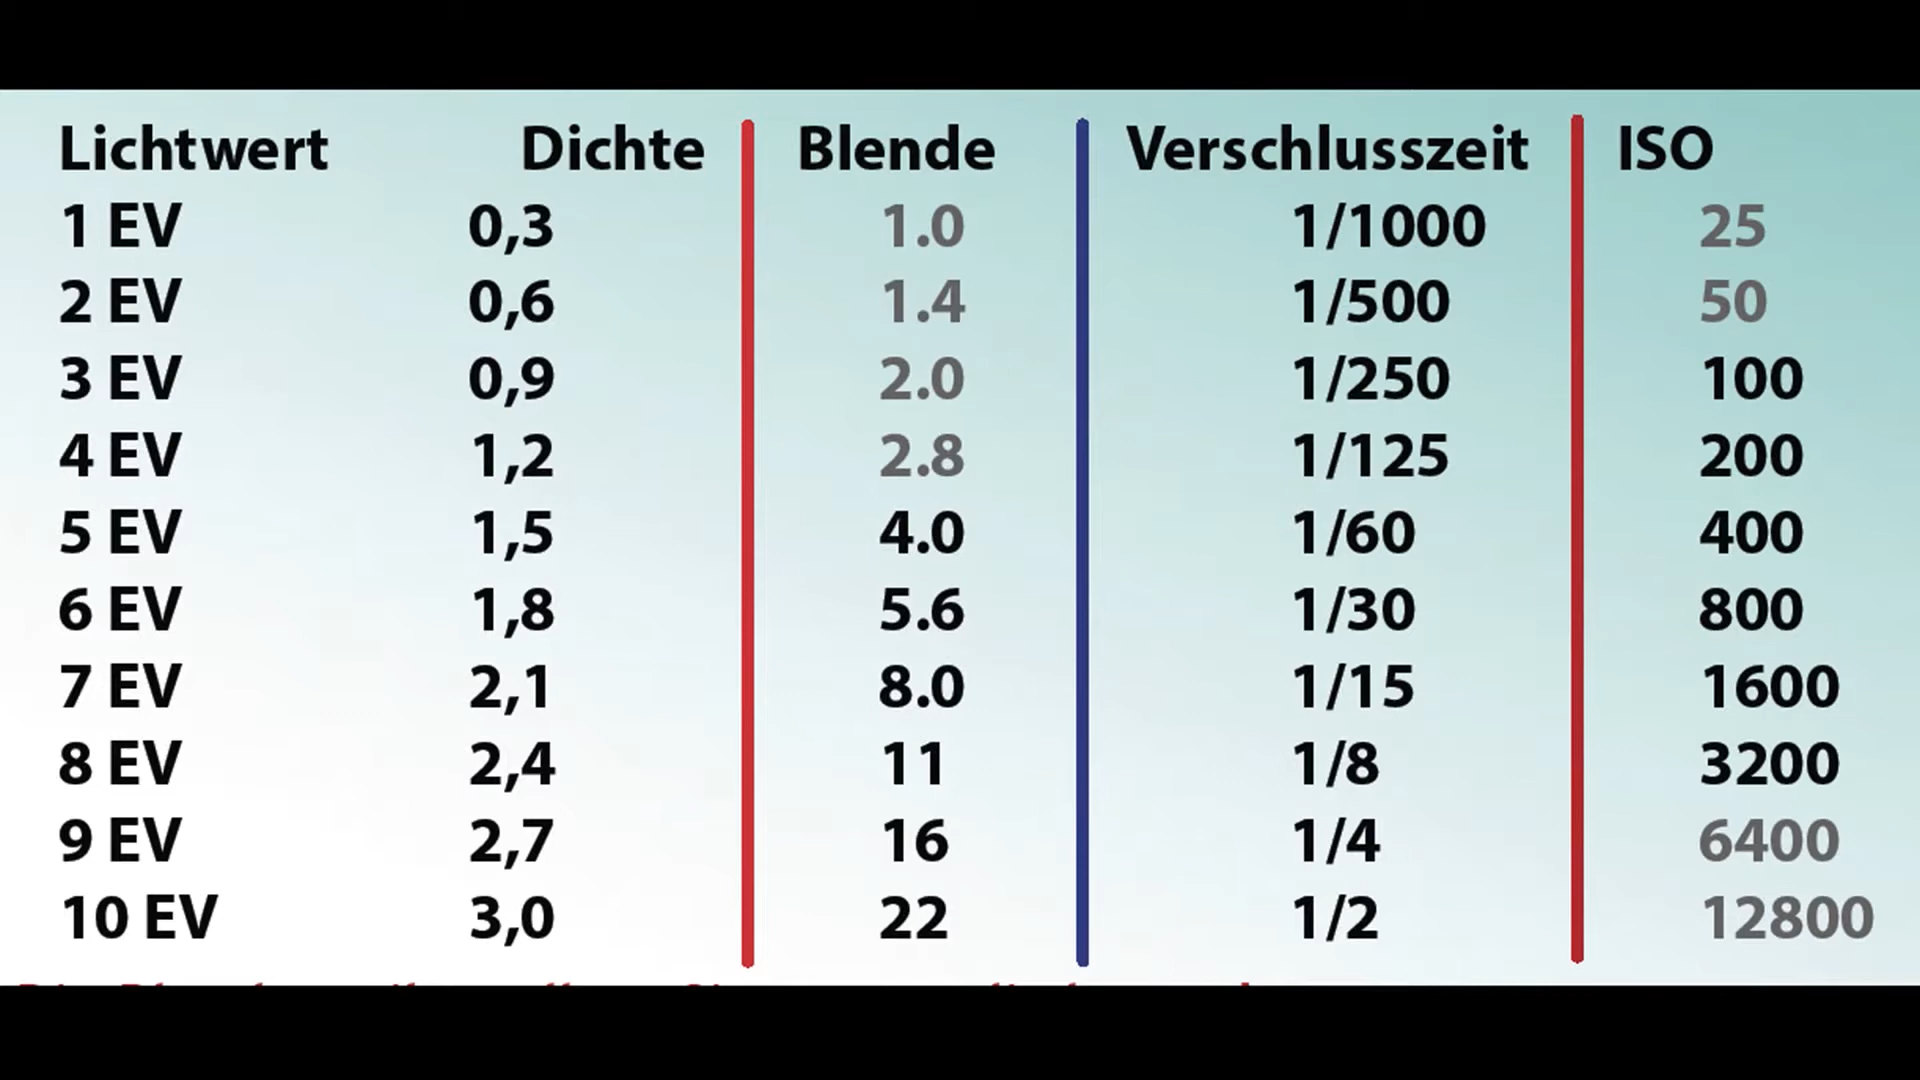 Lichtwert Dichte Blende Verschlusszeit ISO
1 EV 0,3 1.0 1/1000 25
2 EV 0,6 1.4 1/500 50
3 EV 0,9 2.0 1/250 100
4 EV 1,2 2.8 1/125 200
5 EV 1,5 4.0 1/60 400
6 EV 1,8 5.6 1/30 800
7 EV 2,1 8.0 1/15 1600
8 EV 2,4 11 1/8 3200
9 EV 2,7 16 1/4 6400
10 EV 3,0 22 1/2 12800